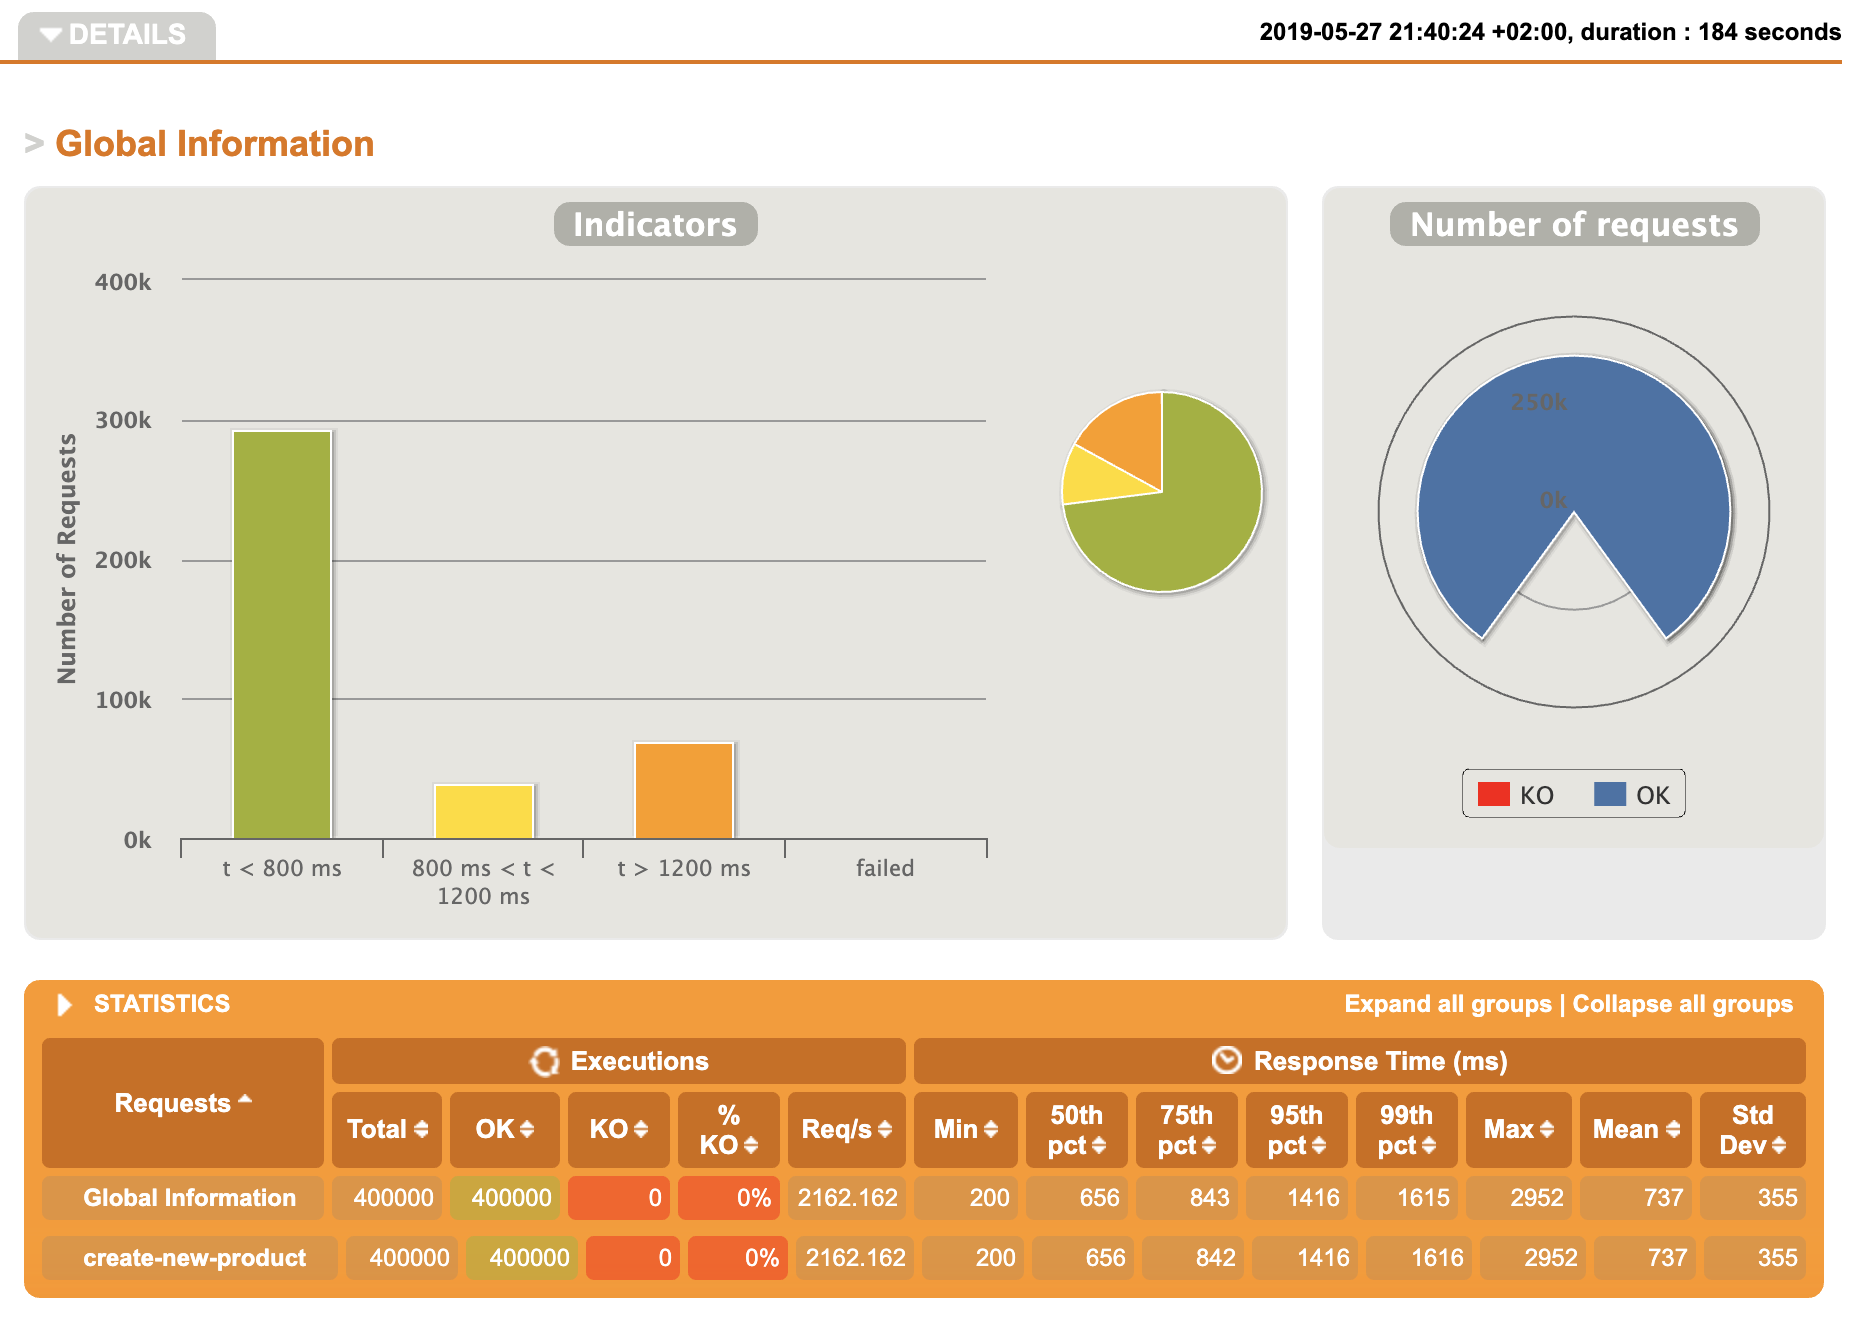 DETAILS
2019-05-27 21:40:24 +02:00, duration : 184 seconds
> Global Information
Indicators
400k
300k
200k
100k
0k
Number of Requests
t < 800 ms
800 ms < t <
1200 ms
t > 1200 ms
failed
Number of requests
250k
0k
KO OK
STATISTICS
Expand all groups | Collapse all groups
Requests
Executions
Response Time (ms)
Total OK KO % KO Req/s Min 50th pct 75th pct 95th pct 99th pct Max Mean Std Dev
Global Information 400000 400000 0 0% 2162.162 200 656 843 1416 1615 2952 737 355
create-new-product 400000 400000 0 0% 2162.162 200 656 842 1416 1616 2952 737 355